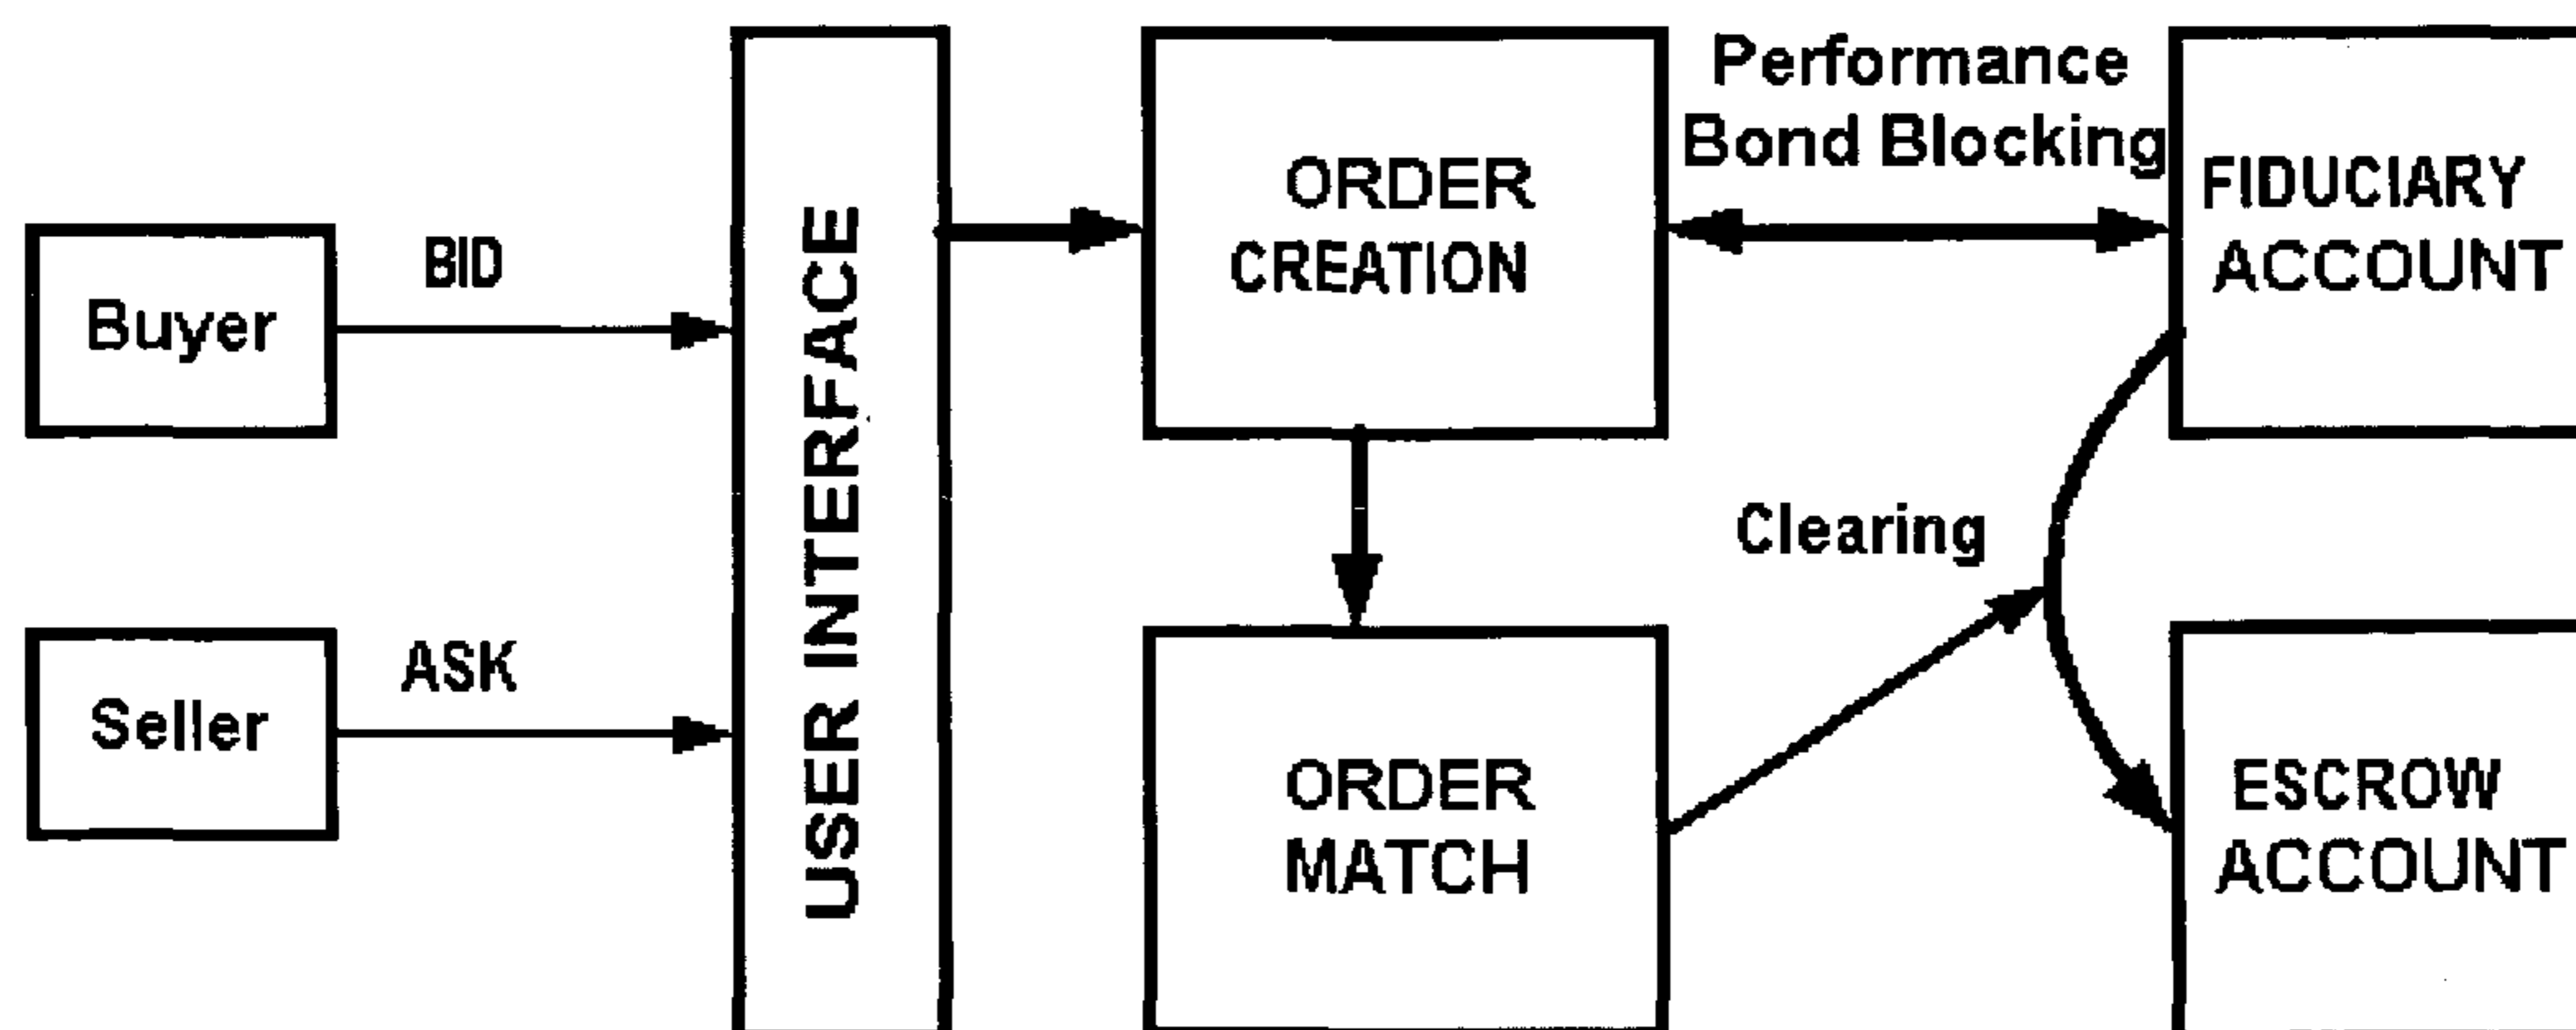 Buyer
BID
Seller
ASK
USER INTERFACE
ORDER
CREATION
Performance
Bond Blocking
FIDUCIARY
ACCOUNT
Clearing
ORDER
MATCH
ESCROW
ACCOUNT